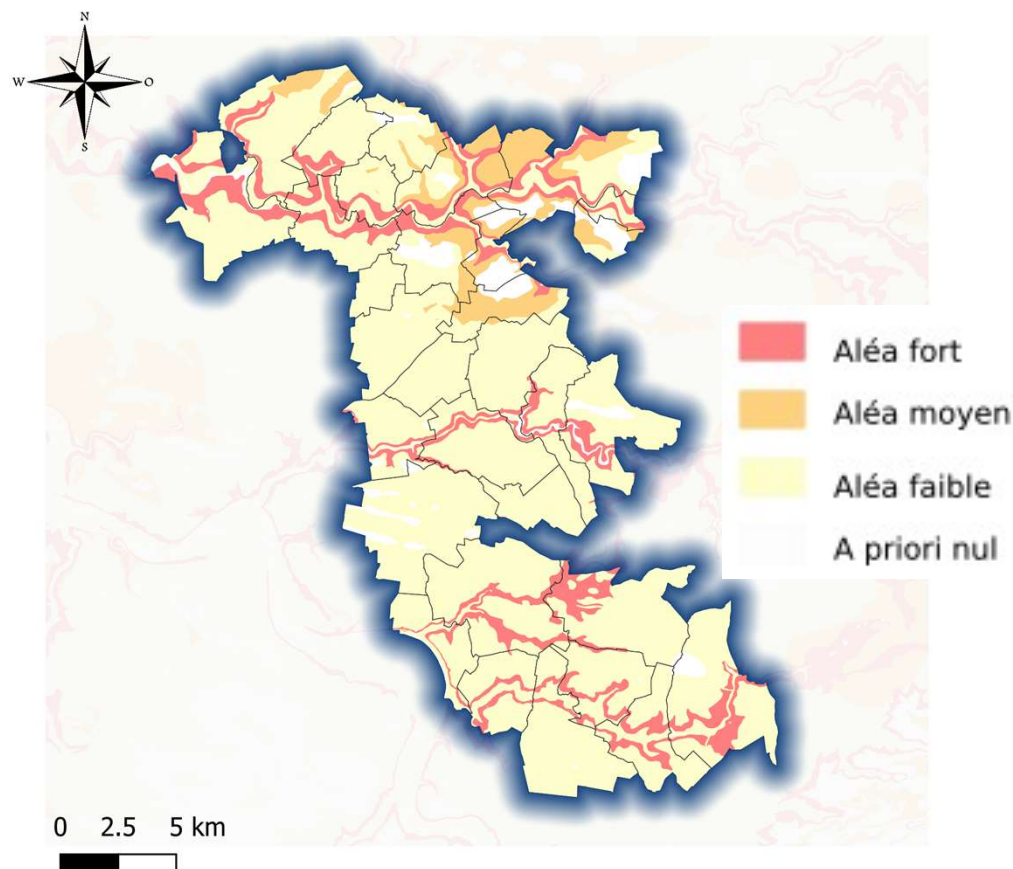 N
W O
S
Aléa fort
Aléa moyen
Aléa faible
A priori nul
0 2.5 5 km